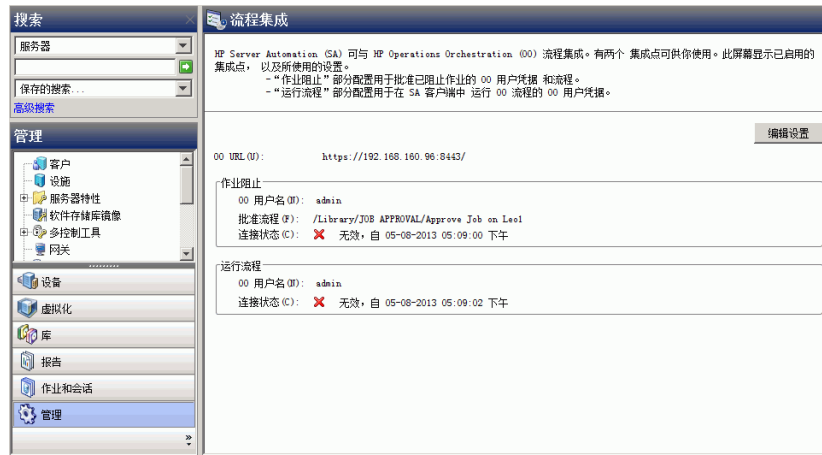 搜索
服务器
保存的搜索...
高级搜索
管理
客户
设施
服务器特性
软件存储库镜像
多控制工具
网关
设备
虚拟化
库
报告
作业和会话
管理
流程集成
HP Server Automation (SA) 可与 HP Operations Orchestration (OO) 流程集成。有两个 集成点可供你使用。此屏幕显示已启用的
集成点， 以及所使用的设置。
-“作业阻止”部分配置用于批准已阻止作业的 OO 用户凭据 和流程。
-“运行流程”部分配置用于在 SA 客户端中 运行 OO 流程的 OO 用户凭据。
编辑设置
OO URL(U): https://192.168.160.96:8443/
作业阻止
OO 用户名(M): admin
批准流程(F): /Library/JOB APPROVAL/Approve Job on Leo1
连接状态(C): 无效，自 05-08-2013 05:09:00 下午
运行流程
OO 用户名(M): admin
连接状态(C): 无效，自 05-08-2013 05:09:02 下午